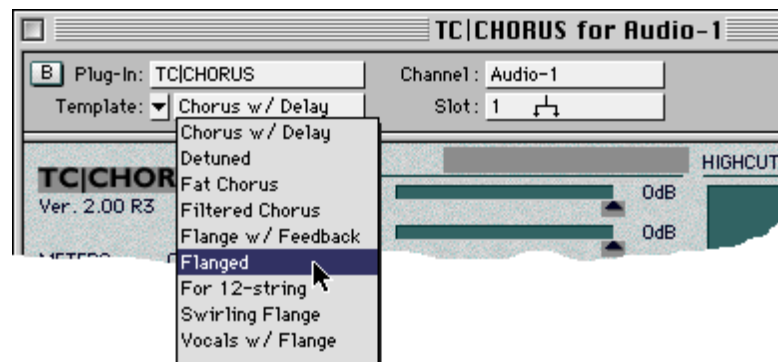 TC|CHORUS for Audio-1
B Plug-In: TC|CHORUS Channel: Audio-1
Template: Chorus w/ Delay Slot: 1
Chorus w/ Delay
Detuned
Fat Chorus
Filtered Chorus
Flange w/ Feedback
Flanged
For 12-string
Swirling Flange
Vocals w/ Flange
TC|CHOR
HIGHCUT
Ver. 2.00 R3
0dB
0dB